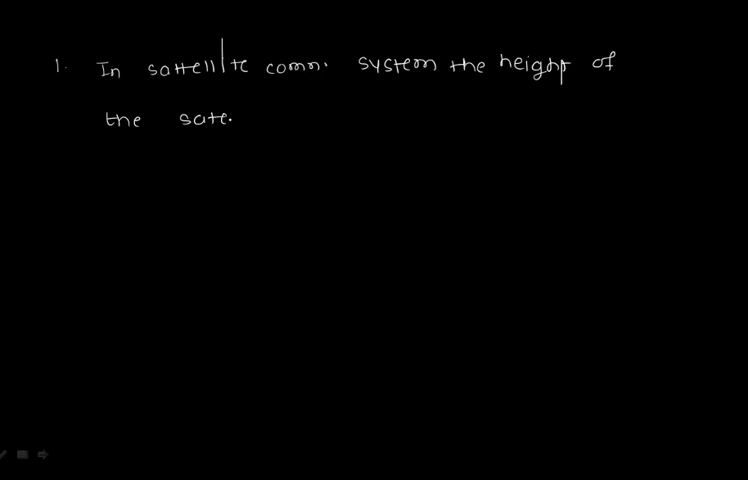 1. In sattellite comm. system the height of
the sate.